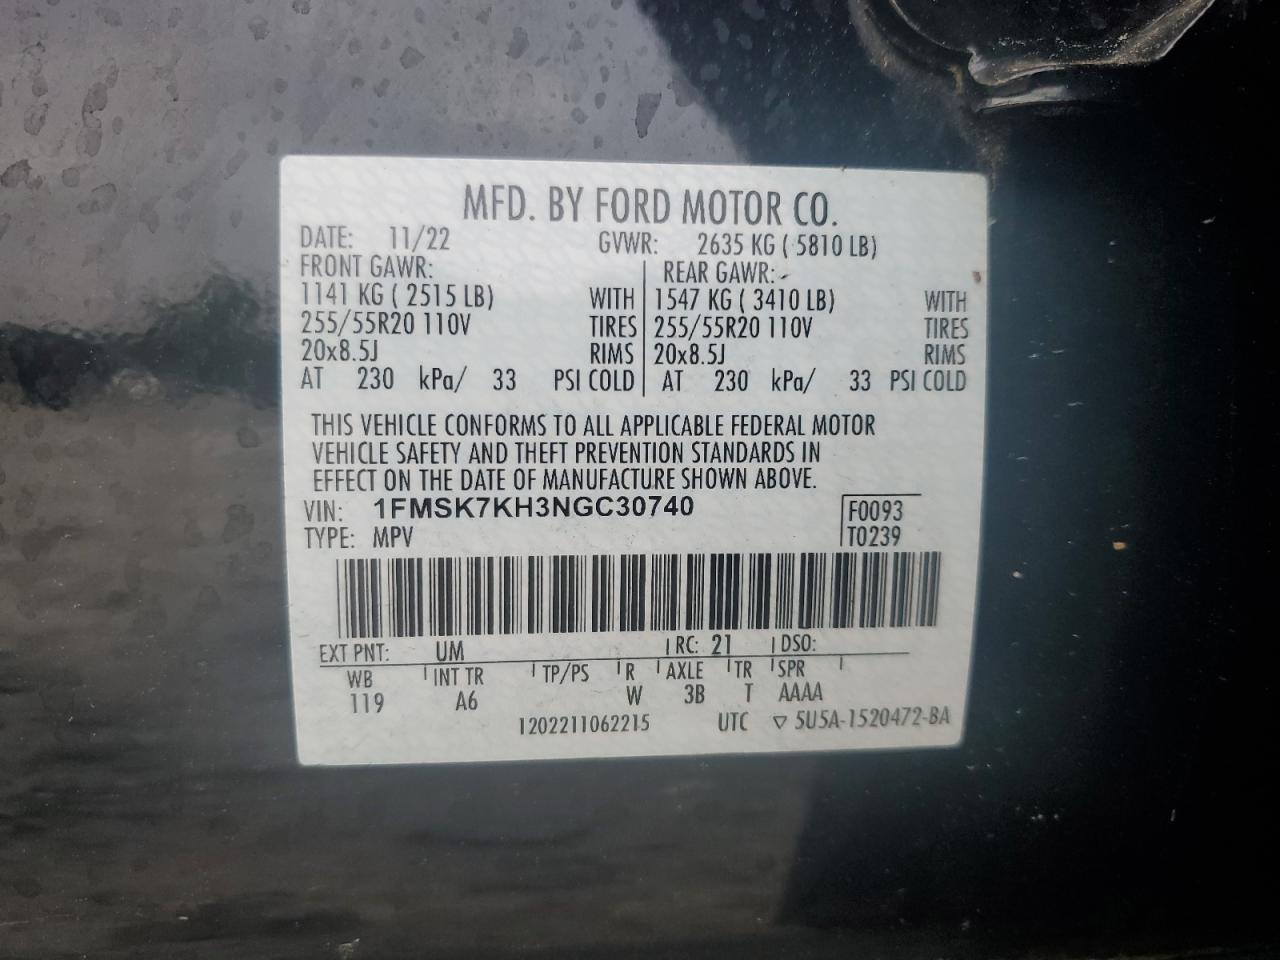 MFD. BY FORD MOTOR CO.
DATE: 11/22 GVWR: 2635 KG ( 5810 LB)
FRONT GAWR: REAR GAWR:
1141 KG ( 2515 LB) WITH 1547 KG ( 3410 LB) WITH
255/55R20 110V TIRES 255/55R20 110V TIRES
20x8.5J RIMS 20x8.5J RIMS
AT 230 kPa/ 33 PSI COLD AT 230 kPa/ 33 PSI COLD
THIS VEHICLE CONFORMS TO ALL APPLICABLE FEDERAL MOTOR
VEHICLE SAFETY AND THEFT PREVENTION STANDARDS IN
EFFECT ON THE DATE OF MANUFACTURE SHOWN ABOVE.
VIN: 1FMSK7KH3NGC30740 F0093
TYPE: MPV T0239
EXT PNT: UM RC: 21 DSO:
WB INT TR TP/PS R AXLE TR SPR
119 A6 W 3B T AAAA
1202211062215 UTC ▽ 5U5A-1520472-BA